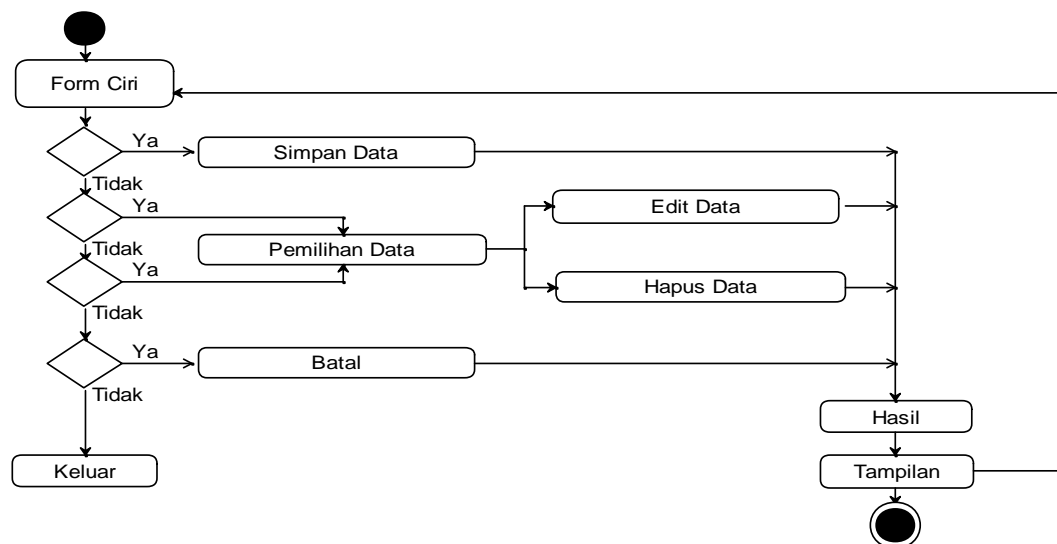 Form Ciri
Ya
Simpan Data
Tidak
Ya
Edit Data
Pemilihan Data
Tidak
Ya
Hapus Data
Tidak
Ya
Batal
Tidak
Hasil
Keluar
Tampilan